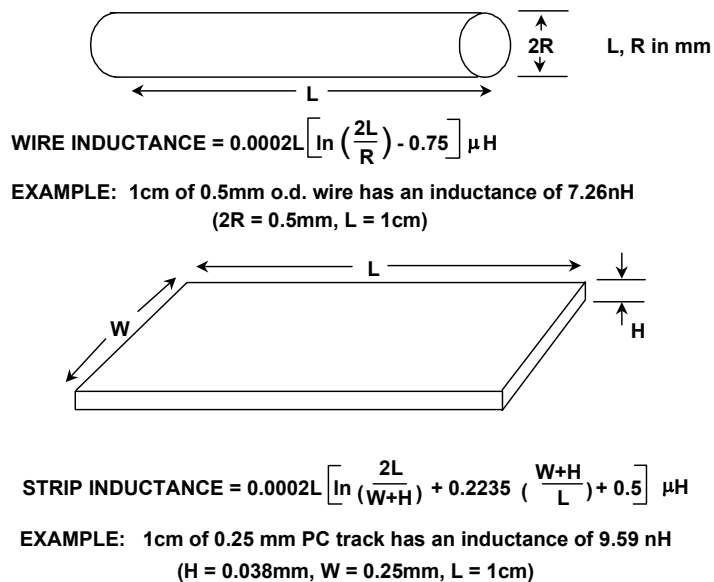 2R
L, R in mm
L
WIRE INDUCTANCE = 0.0002L [ln (2L/R) - 0.75] μH
EXAMPLE: 1cm of 0.5mm o.d. wire has an inductance of 7.26nH
(2R = 0.5mm, L = 1cm)
L
W
H
STRIP INDUCTANCE = 0.0002L [ln (2L/W+H) + 0.2235 (W+H/L) + 0.5] μH
EXAMPLE: 1cm of 0.25 mm PC track has an inductance of 9.59 nH
(H = 0.038mm, W = 0.25mm, L = 1cm)